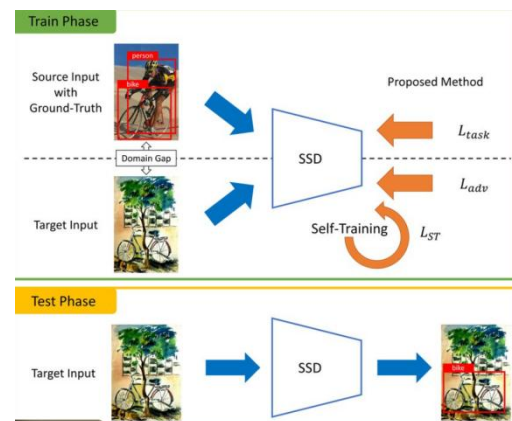 Train Phase
Source Input
with
Ground-Truth
person
bike
Proposed Method
L_task
Domain Gap
SSD
L_adv
Target Input
Self-Training
L_ST
Test Phase
Target Input
SSD
bike